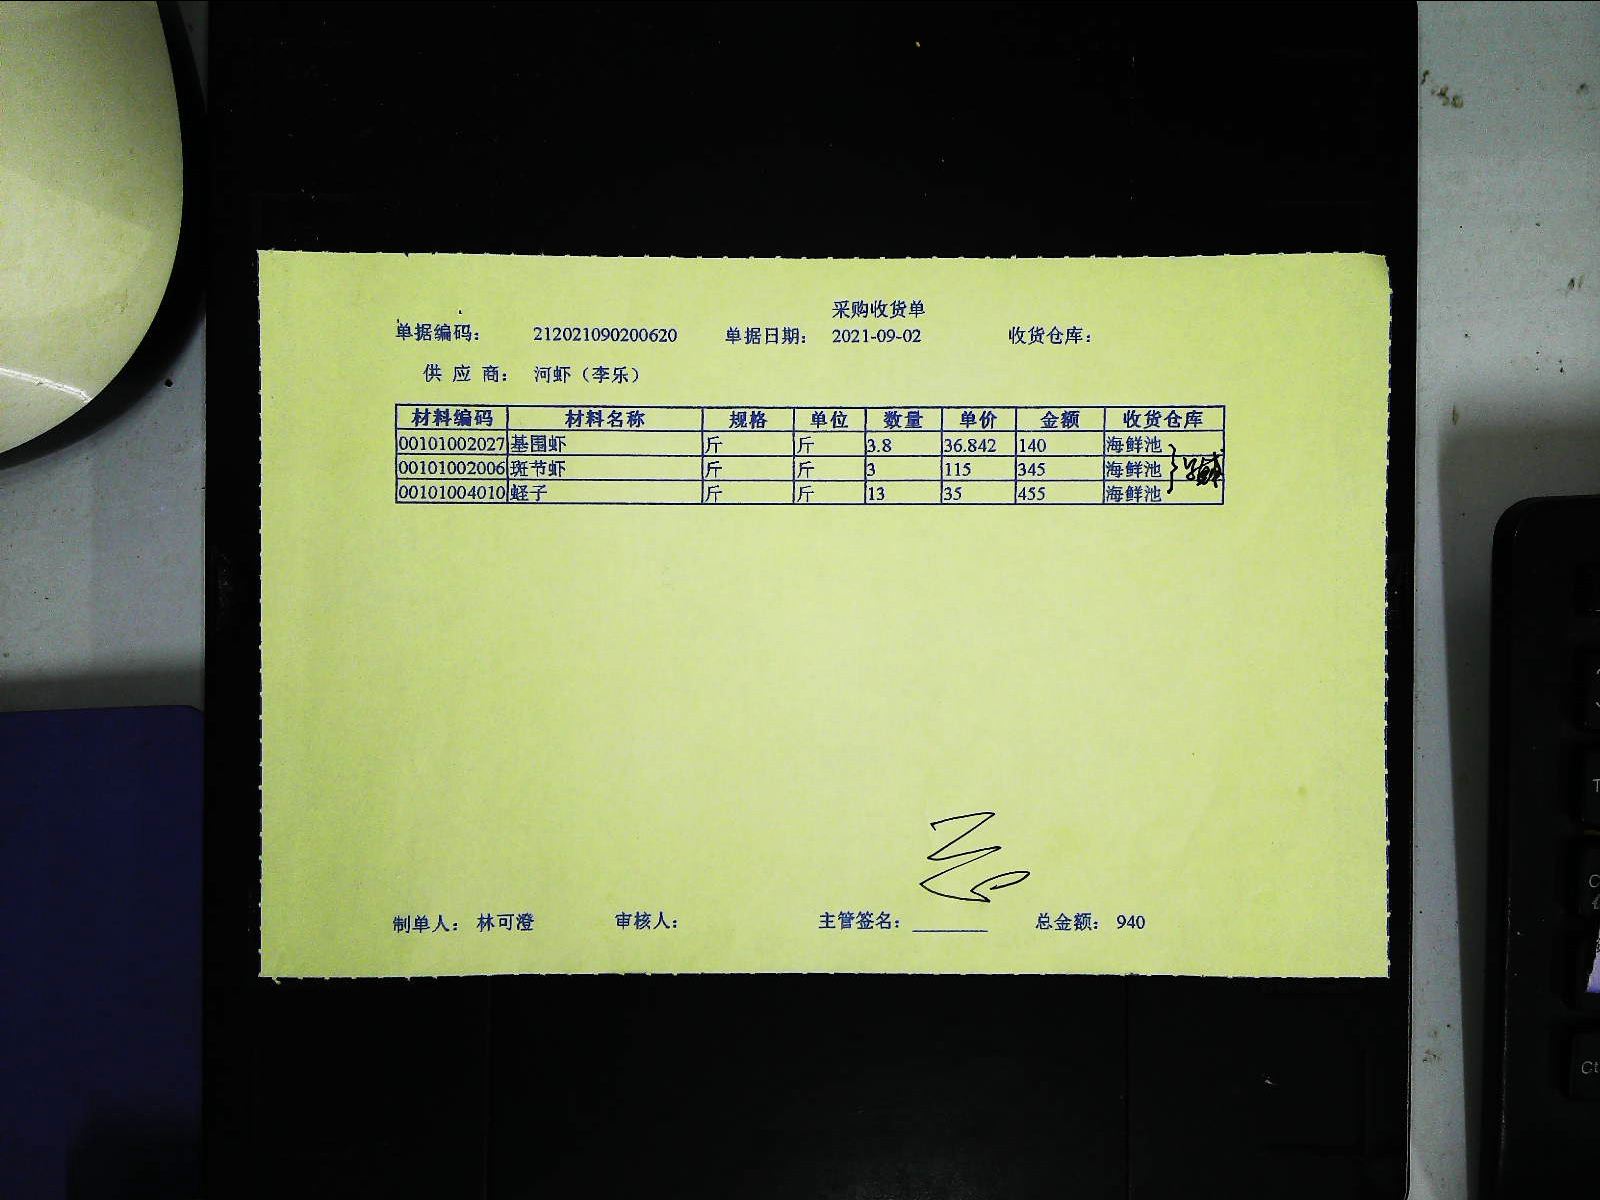 采购收货单
单据编码: 212021090200620 单据日期: 2021-09-02 收货仓库:
供应商: 河虾（李乐）
材料编码 材料名称 规格 单位 数量 单价 金额 收货仓库
00101002027 基围虾 斤 斤 3.8 36.842 140 海鲜池
00101002006 斑节虾 斤 斤 3 115 345 海鲜池
00101004010 蛏子 斤 斤 13 35 455 海鲜池
制单人: 林可澄 审核人: 主管签名: 总金额: 940